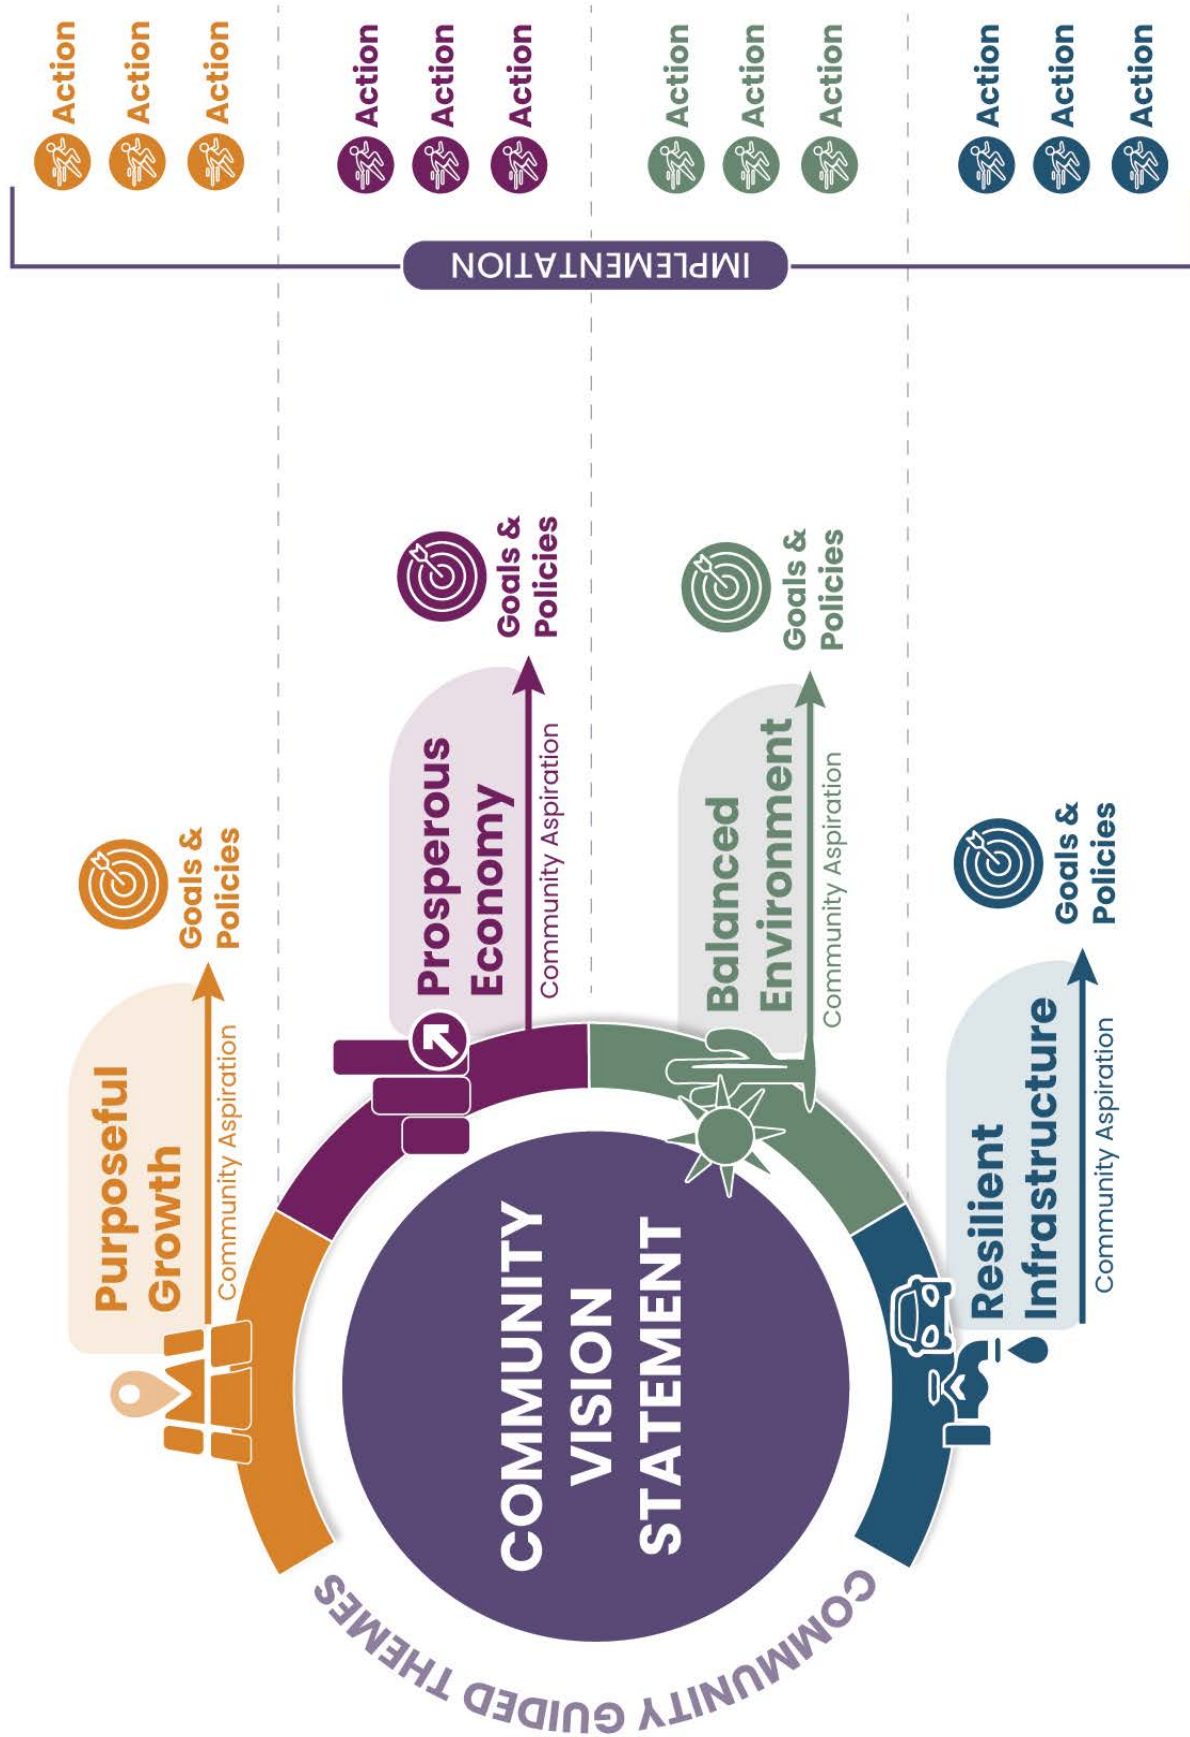 COMMUNITY GUIDED THEMES
COMMUNITY
VISION
STATEMENT
Purposeful
Growth
Community Aspiration
Goals &
Policies
Prosperous
Economy
Community Aspiration
Goals &
Policies
Balanced
Environment
Community Aspiration
Goals &
Policies
Resilient
Infrastructure
Community Aspiration
Goals &
Policies
IMPLEMENTATION
Action
Action
Action
Action
Action
Action
Action
Action
Action
Action
Action
Action